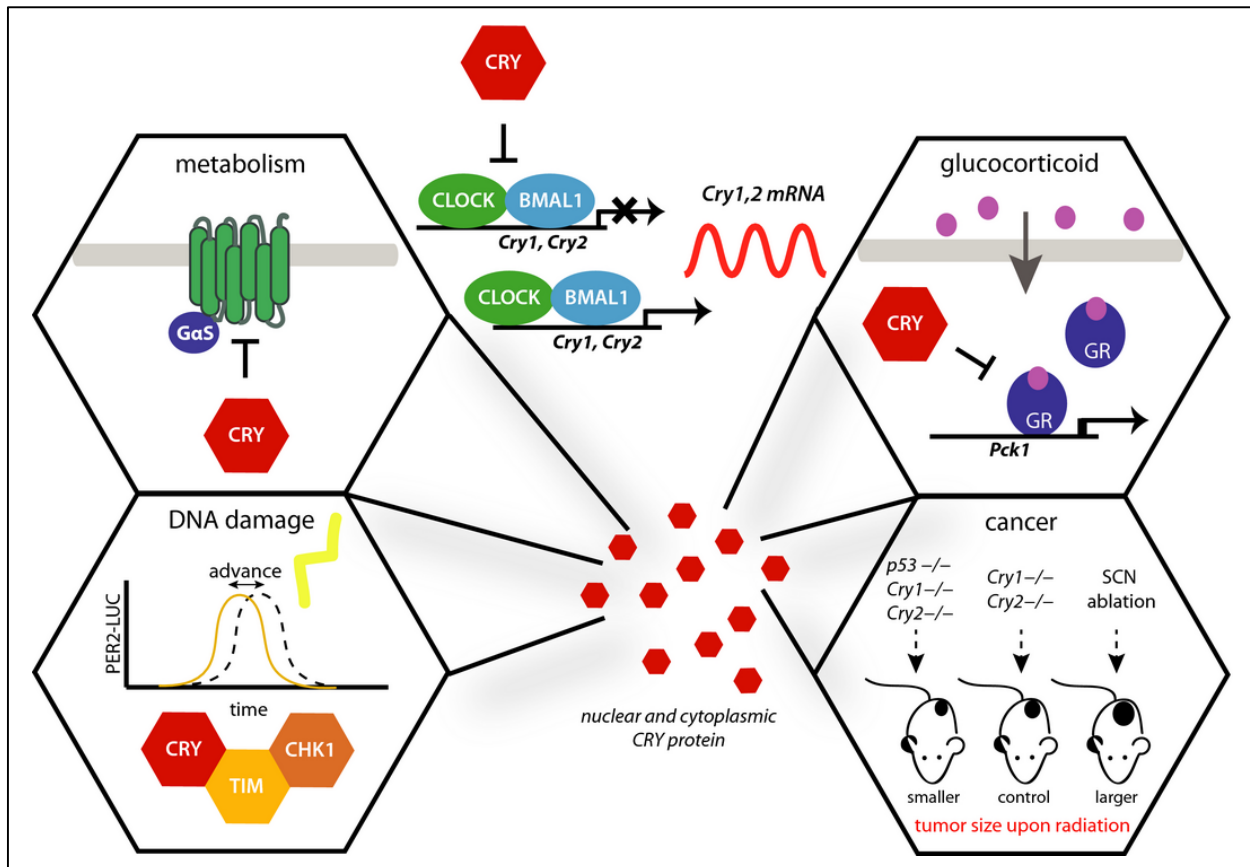 CRY
CLOCK
BMAL1
Cry1, Cry2
Cry1,2 mRNA
CLOCK
BMAL1
Cry1, Cry2
metabolism
GαS
CRY
DNA damage
advance
PER2-LUC
time
CRY
TIM
CHK1
nuclear and cytoplasmic
CRY protein
glucocorticoid
CRY
GR
GR
Pck1
cancer
p53 −/−
Cry1−/−
Cry2−/−
Cry1−/−
Cry2−/−
SCN
ablation
smaller
control
larger
tumor size upon radiation